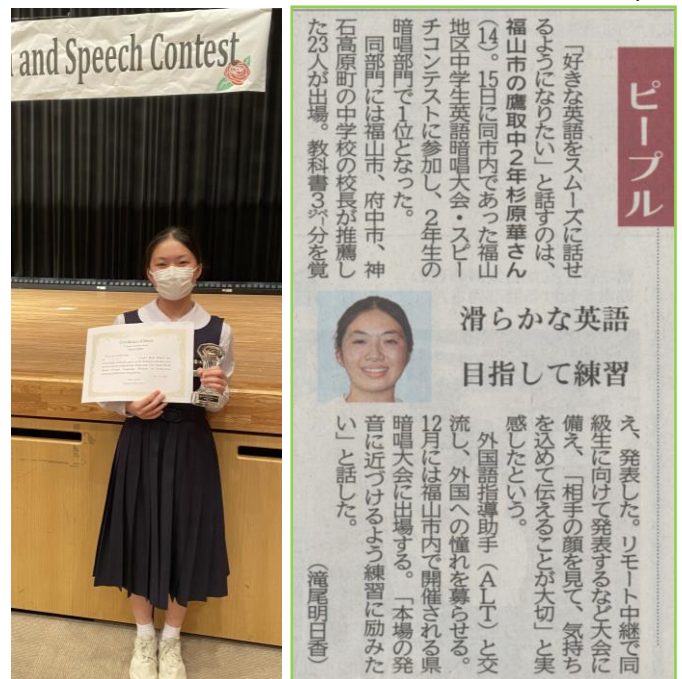 and Speech Contest
ピープル
滑らかな英語
目指して練習
「好きな英語をスムーズに話せ
るようになりたい」と話すのは、
福山市の鷹取中2年杉原華さん
(14)。15日に同市内であった福山
地区中学生英語暗唱大会・スピー
チコンテストに参加し、2年生の
暗唱部門で1位となった。
同部門には福山市、府中市、神
石高原町の中学校の校長が推薦し
た23人が出場。教科書3㌻分を覚
え、発表した。リモート中継で同
級生に向けて発表するなど大会に
備え、「相手の顔を見て、気持ち
を込めて伝えることが大切」と実
感したという。
外国語指導助手(ALT)と交
流し、外国への憧れを募らせる。
12月には福山市内で開催される県
暗唱大会に出場する。「本場の発
音に近づけるよう練習に励みた
い」と話した。
(滝尾明日香)